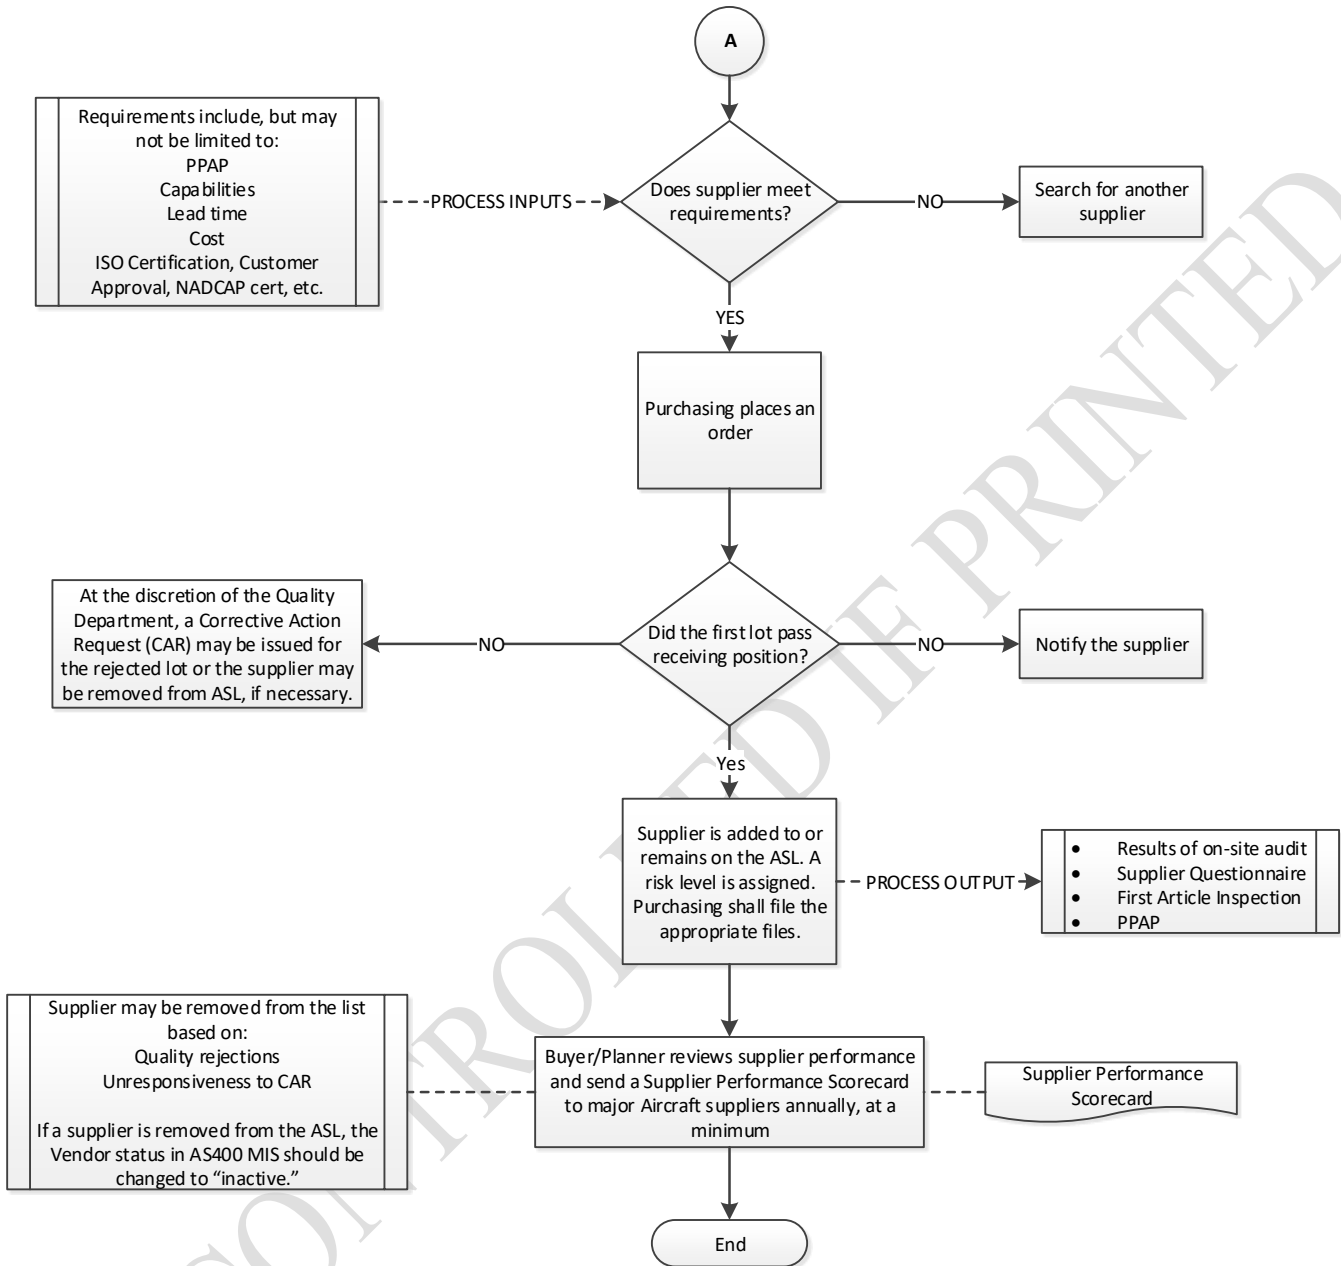 A
Requirements include, but may
not be limited to:
PPAP
Capabilities
Lead time
Cost
ISO Certification, Customer
Approval, NADCAP cert, etc.
PROCESS INPUTS
Does supplier meet
requirements?
NO
Search for another
supplier
YES
Purchasing places an
order
At the discretion of the Quality
Department, a Corrective Action
Request (CAR) may be issued for
the rejected lot or the supplier may
be removed from ASL, if necessary.
NO
Did the first lot pass
receiving position?
NO
Notify the supplier
Yes
Supplier is added to or
remains on the ASL. A
risk level is assigned.
Purchasing shall file the
appropriate files.
PROCESS OUTPUT
• Results of on-site audit
• Supplier Questionnaire
• First Article Inspection
• PPAP
Supplier may be removed from the list
based on:
Quality rejections
Unresponsiveness to CAR
If a supplier is removed from the ASL, the
Vendor status in AS400 MIS should be
changed to “inactive.”
Buyer/Planner reviews supplier performance
and send a Supplier Performance Scorecard
to major Aircraft suppliers annually, at a
minimum
Supplier Performance
Scorecard
End
CONTROLLED IF PRINTED